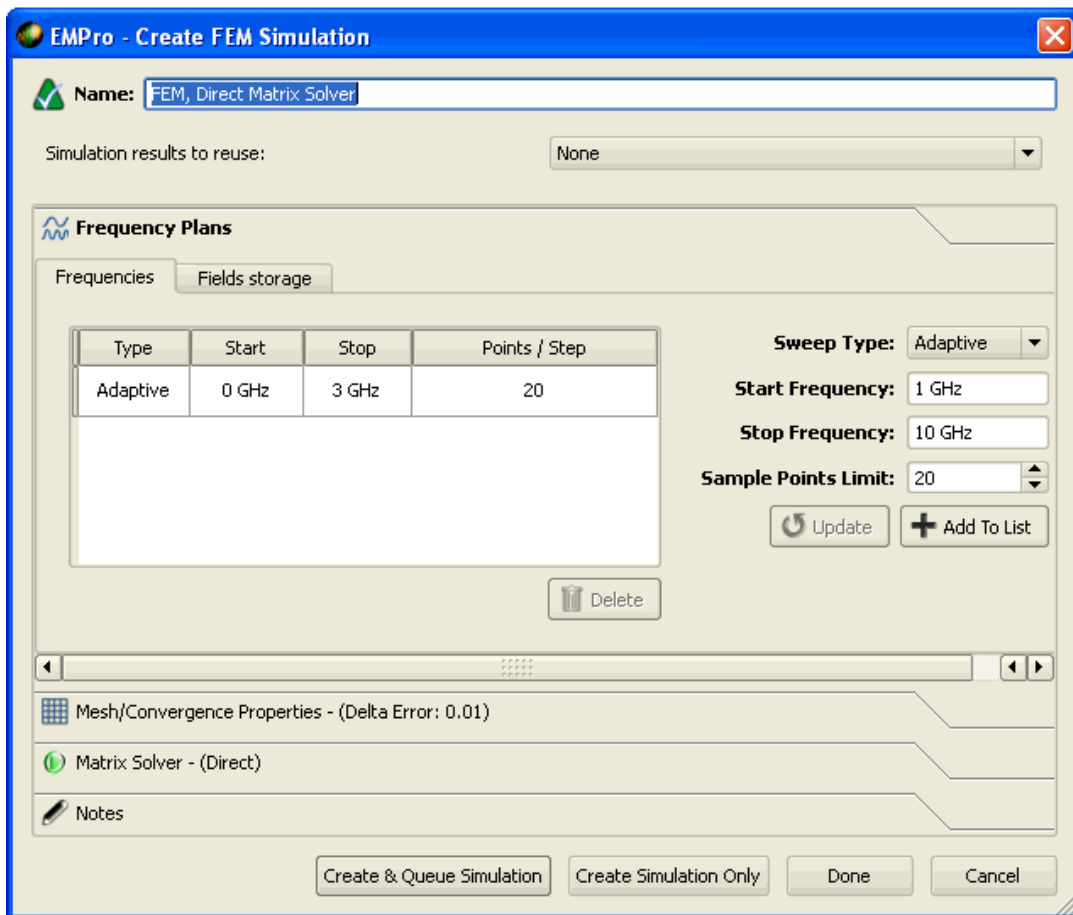 EMPro - Create FEM Simulation
Name: FEM, Direct Matrix Solver
Simulation results to reuse: None
Frequency Plans
Frequencies Fields storage
Type Start Stop Points / Step
Adaptive 0 GHz 3 GHz 20
Sweep Type: Adaptive
Start Frequency: 1 GHz
Stop Frequency: 10 GHz
Sample Points Limit: 20
Update Add To List
Delete
Mesh/Convergence Properties - (Delta Error: 0.01)
Matrix Solver - (Direct)
Notes
Create & Queue Simulation Create Simulation Only Done Cancel